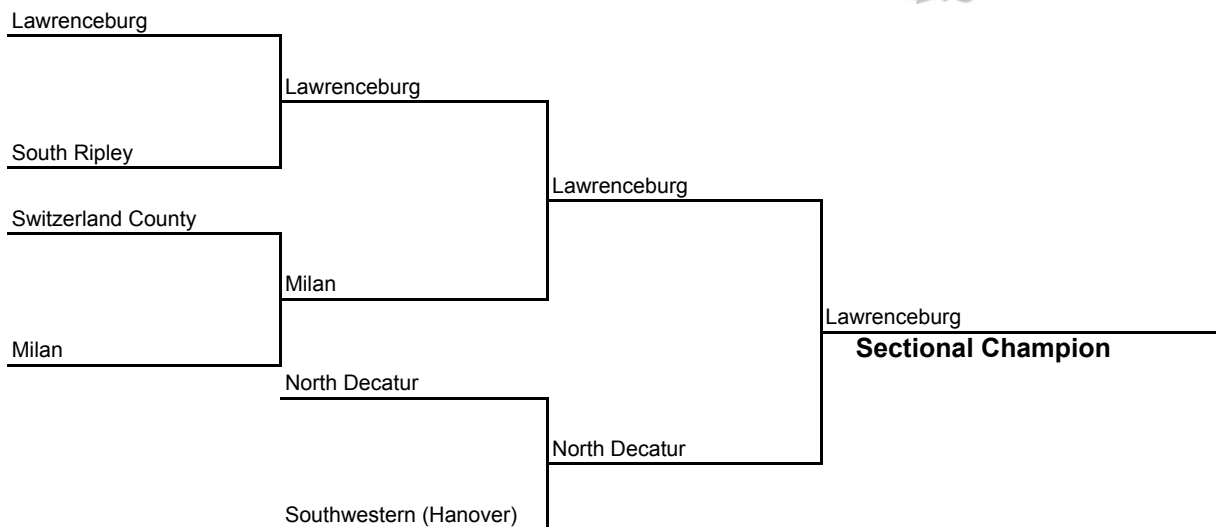 Lawrenceburg
Lawrenceburg
South Ripley
Lawrenceburg
Switzerland County
Milan
Lawrenceburg
Milan
Sectional Champion
North Decatur
North Decatur
Southwestern (Hanover)